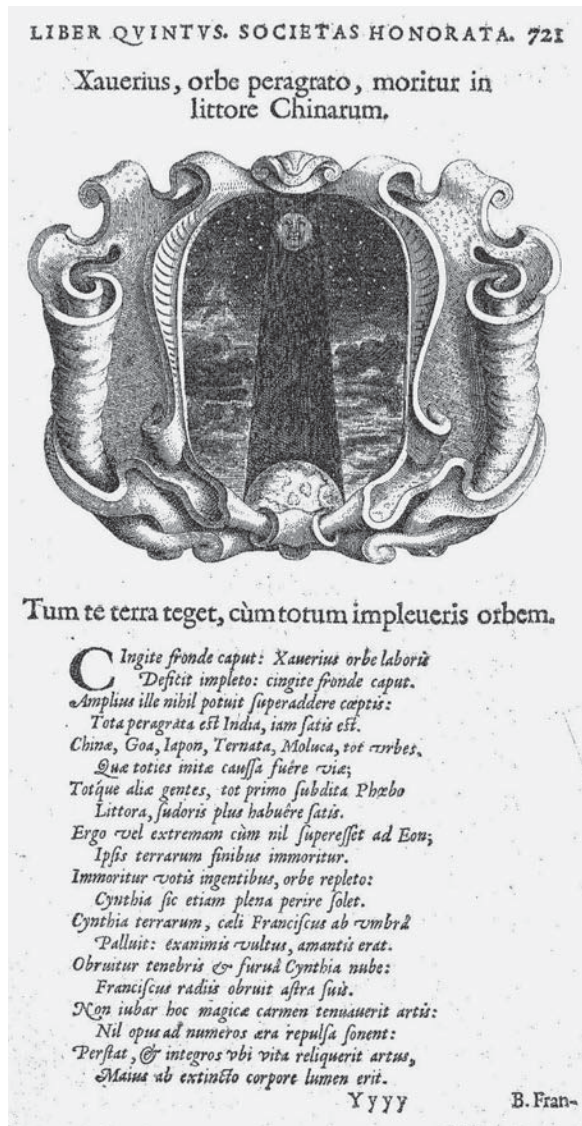 LIBER QVINTVS. SOCIETAS HONORATA. 721
Xauerius, orbe peragrato, moritur in
littore Chinarum.
Tum te terra teget, cùm totum impleueris orbem.
CIngite fronde caput: Xauerius orbe laboris
Defitit impleto: cingite fronde caput.
Amplius ille nihil potuit ſuperaddere cœptis:
Tota peragrata eſt India, iam ſatis eſt.
Chinæ, Goa, Iapon, Ternata, Moluca, tot vrbes,
Quæ toties initæ cauſſa fuêre viæ;
Totq́ue aliæ gentes, tot primo ſubdita Phœbo
Littora, ſudoris plus habuêre ſatis.
Ergo vel extremam cùm nil ſupereſſet ad Eon;
Ipſis terrarum finibus immoritur.
Immoritur votis ingentibus, orbe repleto:
Cynthia ſic etiam plena perire ſolet.
Cynthia terrarum, cæli Franciſcus ab vmbrâ
Palluit: exanimis vultus, amantis erat.
Obruitur tenebris & furuâ Cynthia nube:
Franciſcus radiis obruit aſtra ſuis.
Non iubar hoc magicæ carmen tenuauerit artis:
Nil opus ad numeros æra repulſa ſonent:
Perſtat, & integros vbi vita reliquerit artus,
Maius ab extincto corpore lumen erit.
Yyyy B. Fran-